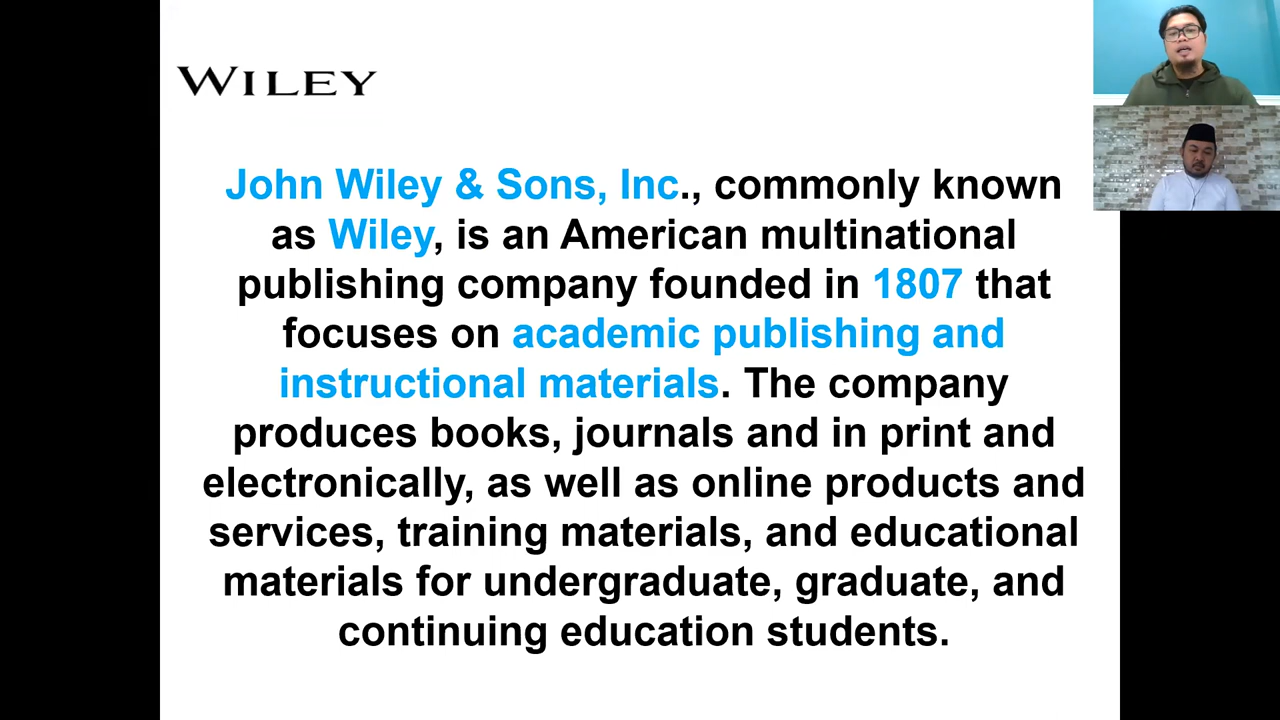 WILEY
John Wiley & Sons, Inc., commonly known
as Wiley, is an American multinational
publishing company founded in 1807 that
focuses on academic publishing and
instructional materials. The company
produces books, journals and in print and
electronically, as well as online products and
services, training materials, and educational
materials for undergraduate, graduate, and
continuing education students.